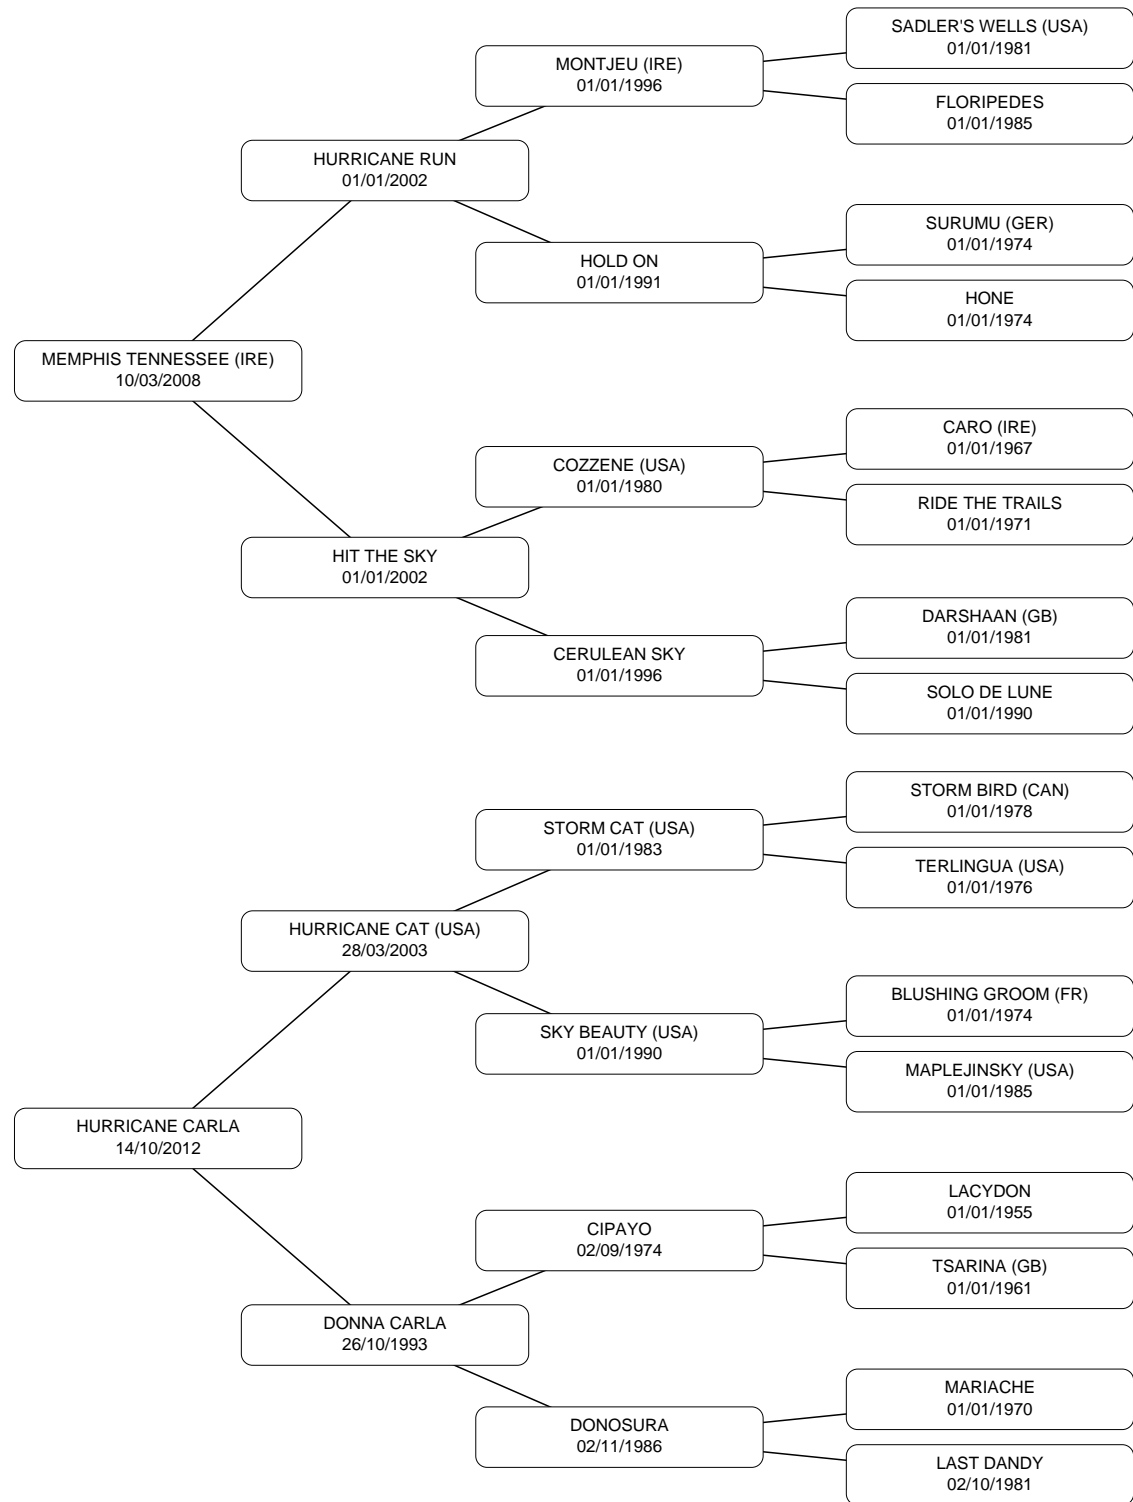 SADLER'S WELLS (USA)
01/01/1981
MONTJEU (IRE)
01/01/1996
FLORIPEDES
01/01/1985
HURRICANE RUN
01/01/2002
SURUMU (GER)
01/01/1974
HOLD ON
01/01/1991
HONE
01/01/1974
MEMPHIS TENNESSEE (IRE)
10/03/2008
CARO (IRE)
01/01/1967
COZZENE (USA)
01/01/1980
RIDE THE TRAILS
01/01/1971
HIT THE SKY
01/01/2002
DARSHAAN (GB)
01/01/1981
CERULEAN SKY
01/01/1996
SOLO DE LUNE
01/01/1990
STORM BIRD (CAN)
01/01/1978
STORM CAT (USA)
01/01/1983
TERLINGUA (USA)
01/01/1976
HURRICANE CAT (USA)
28/03/2003
BLUSHING GROOM (FR)
01/01/1974
SKY BEAUTY (USA)
01/01/1990
MAPLEJINSKY (USA)
01/01/1985
HURRICANE CARLA
14/10/2012
LACYDON
01/01/1955
CIPAYO
02/09/1974
TSARINA (GB)
01/01/1961
DONNA CARLA
26/10/1993
MARIACHE
01/01/1970
DONOSURA
02/11/1986
LAST DANDY
02/10/1981